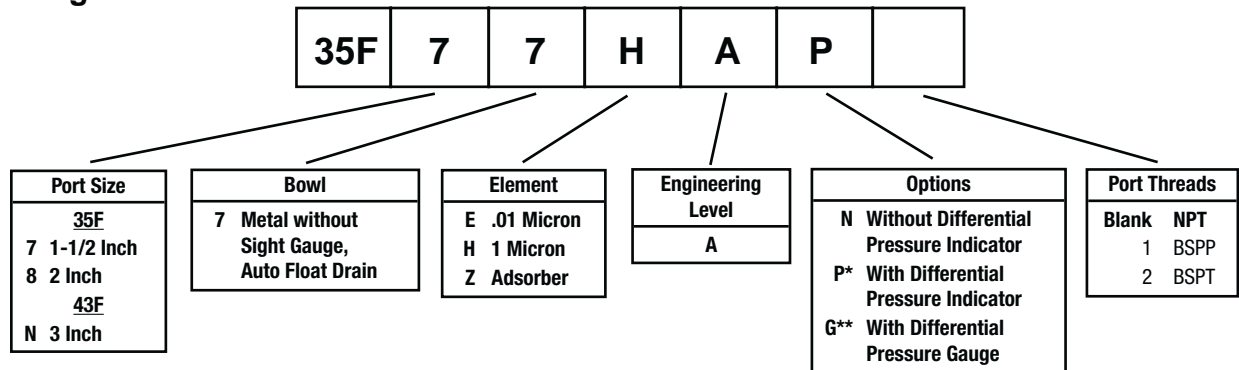 35F 7 7 H A P
Port Size
35F
7 1-1/2 Inch
8 2 Inch
43F
N 3 Inch
Bowl
7 Metal without
Sight Gauge,
Auto Float Drain
Element
E .01 Micron
H 1 Micron
Z Adsorber
Engineering
Level
A
Options
N Without Differential
Pressure Indicator
P* With Differential
Pressure Indicator
G** With Differential
Pressure Gauge
Port Threads
Blank NPT
1 BSPP
2 BSPT